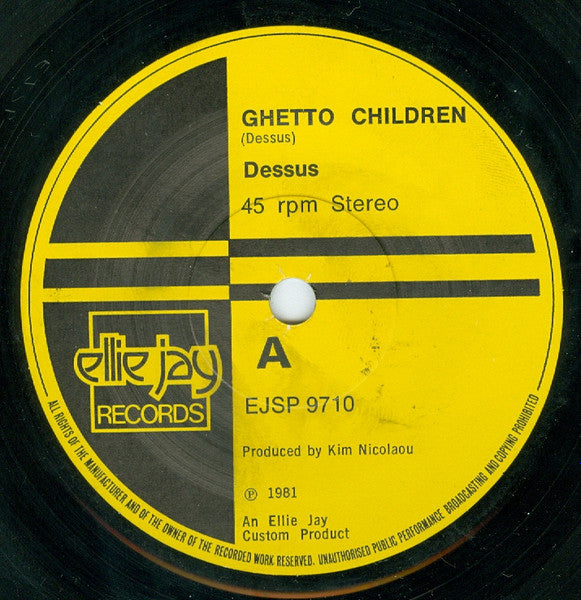 GHETTO CHILDREN
(Dessus)
Dessus
45 rpm Stereo
ellie jay
RECORDS
A
EJSP 9710
Produced by Kim Nicolaou
℗ 1981
An Ellie Jay
Custom Product
ALL RIGHTS OF THE MANUFACTURER AND OF THE OWNER OF THE RECORDED WORK RESERVED. UNAUTHORISED PUBLIC PERFORMANCE BROADCASTING AND COPYING PROHIBITED